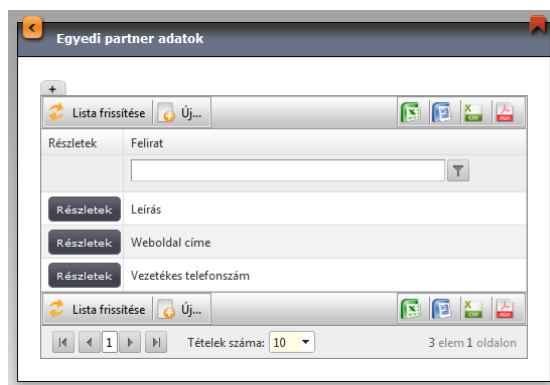 Egyedi partner adatok
+
Lista frissítése Új...
Részletek Felirat
Részletek Leírás
Részletek Weboldal címe
Részletek Vezetékes telefonszám
Lista frissítése Új...
1 Tételek száma: 10 3 elem 1 oldalon